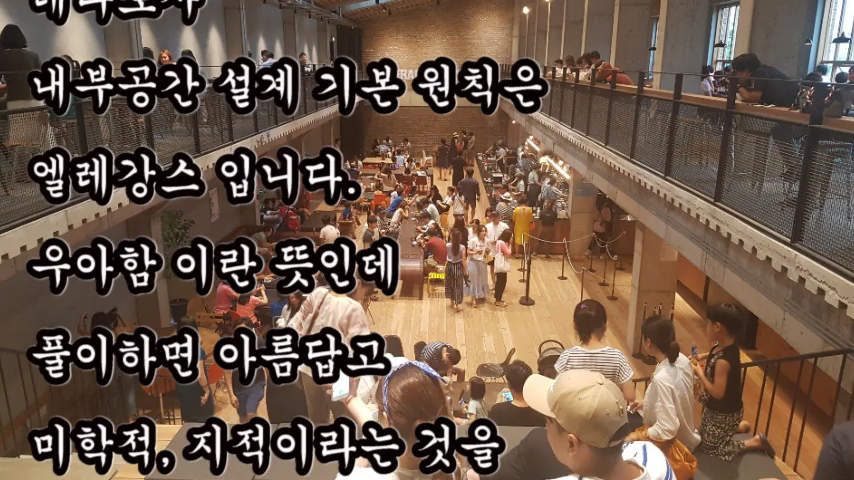 내부공간 설계 기본 원칙은
엘레강스 입니다.
우아함 이란 뜻인데
풀이하면 아름답고
미학적, 지적이라는 것을